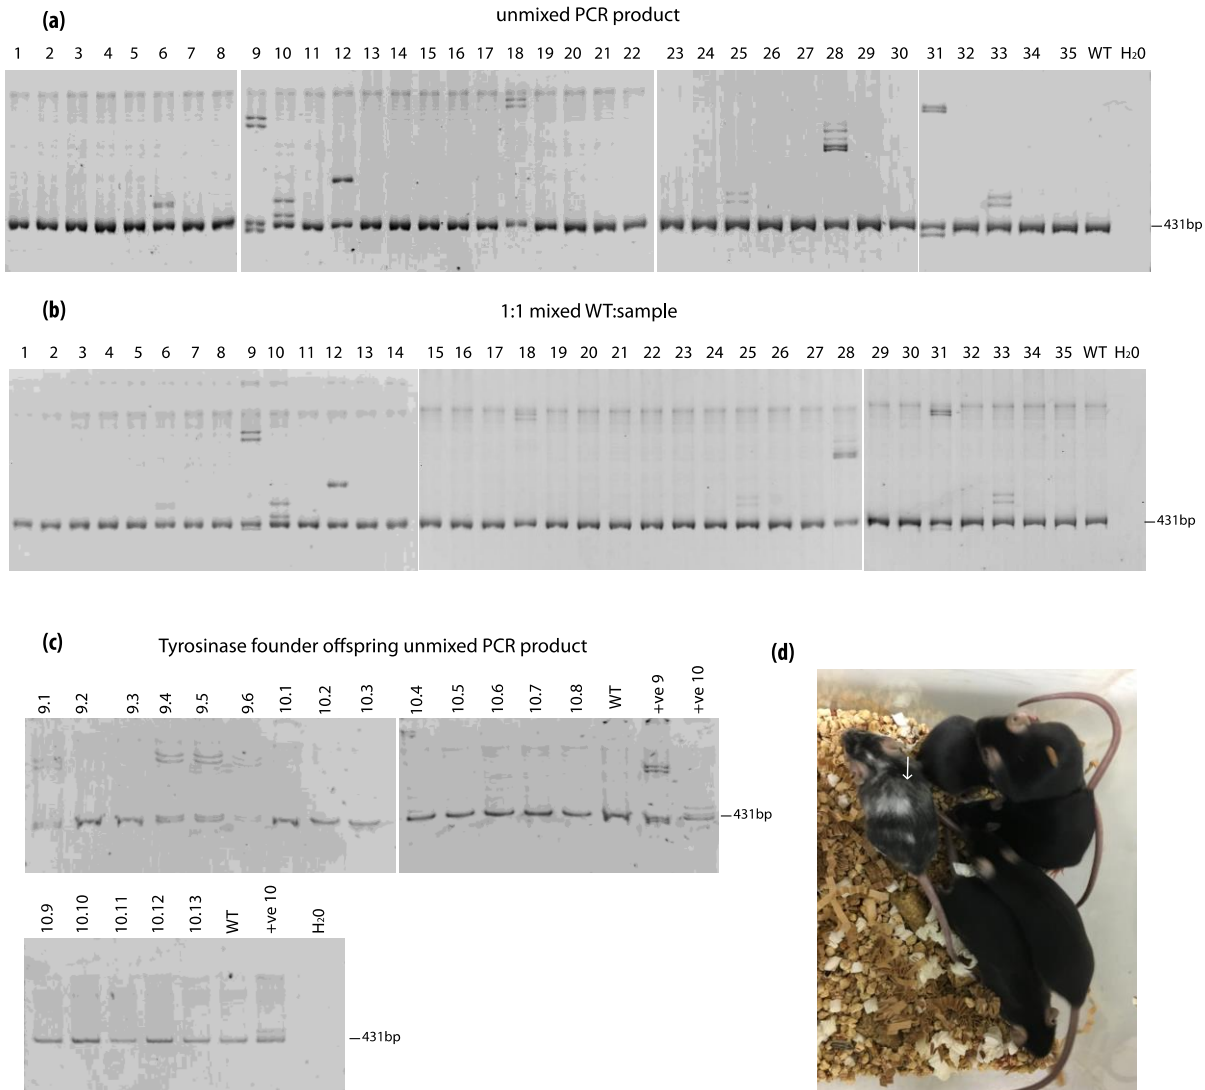 (a)
unmixed PCR product
1 2 3 4 5 6 7 8 9 10 11 12 13 14 15 16 17 18 19 20 21 22 23 24 25 26 27 28 29 30 31 32 33 34 35 WT H₂0
431bp
(b)
1:1 mixed WT:sample
1 2 3 4 5 6 7 8 9 10 11 12 13 14 15 16 17 18 19 20 21 22 23 24 25 26 27 28 29 30 31 32 33 34 35 WT H₂0
431bp
(c)
Tyrosinase founder offspring unmixed PCR product
9.1 9.2 9.3 9.4 9.5 9.6 10.1 10.2 10.3 10.4 10.5 10.6 10.7 10.8 WT +ve 9 +ve 10
431bp
10.9 10.10 10.11 10.12 10.13 WT +ve 10 H₂0
431bp
(d)